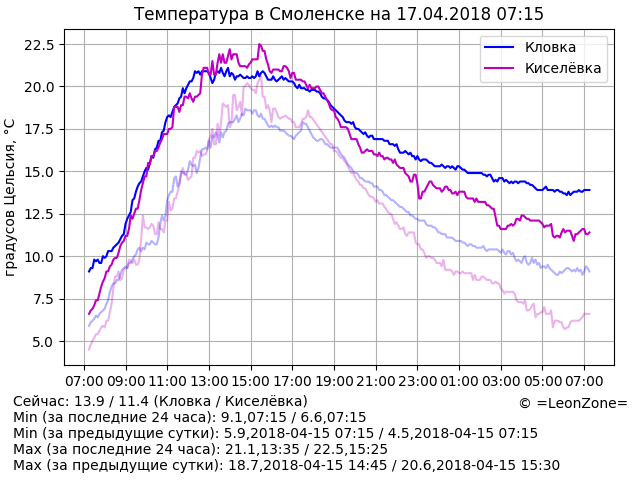 Температура в Смоленске на 17.04.2018 07:15
градусов Цельсия, °C
22.5
20.0
17.5
15.0
12.5
10.0
7.5
5.0
Кловка
Киселёвка
07:00 09:00 11:00 13:00 15:00 17:00 19:00 21:00 23:00 01:00 03:00 05:00 07:00
Сейчас: 13.9 / 11.4 (Кловка / Киселёвка)
© =LeonZone=
Min (за последние 24 часа): 9.1,07:15 / 6.6,07:15
Min (за предыдущие сутки): 5.9,2018-04-15 07:15 / 4.5,2018-04-15 07:15
Max (за последние 24 часа): 21.1,13:35 / 22.5,15:25
Max (за предыдущие сутки): 18.7,2018-04-15 14:45 / 20.6,2018-04-15 15:30